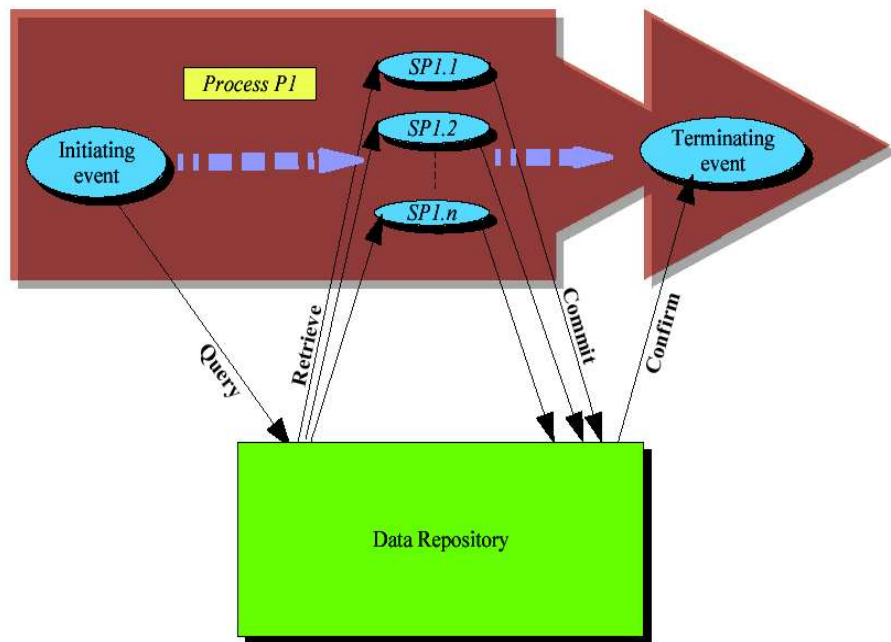 Process P1
SP1.1
SP1.2
SP1.n
Initiating
event
Terminating
event
Query
Retrieve
Commit
Confirm
Data Repository